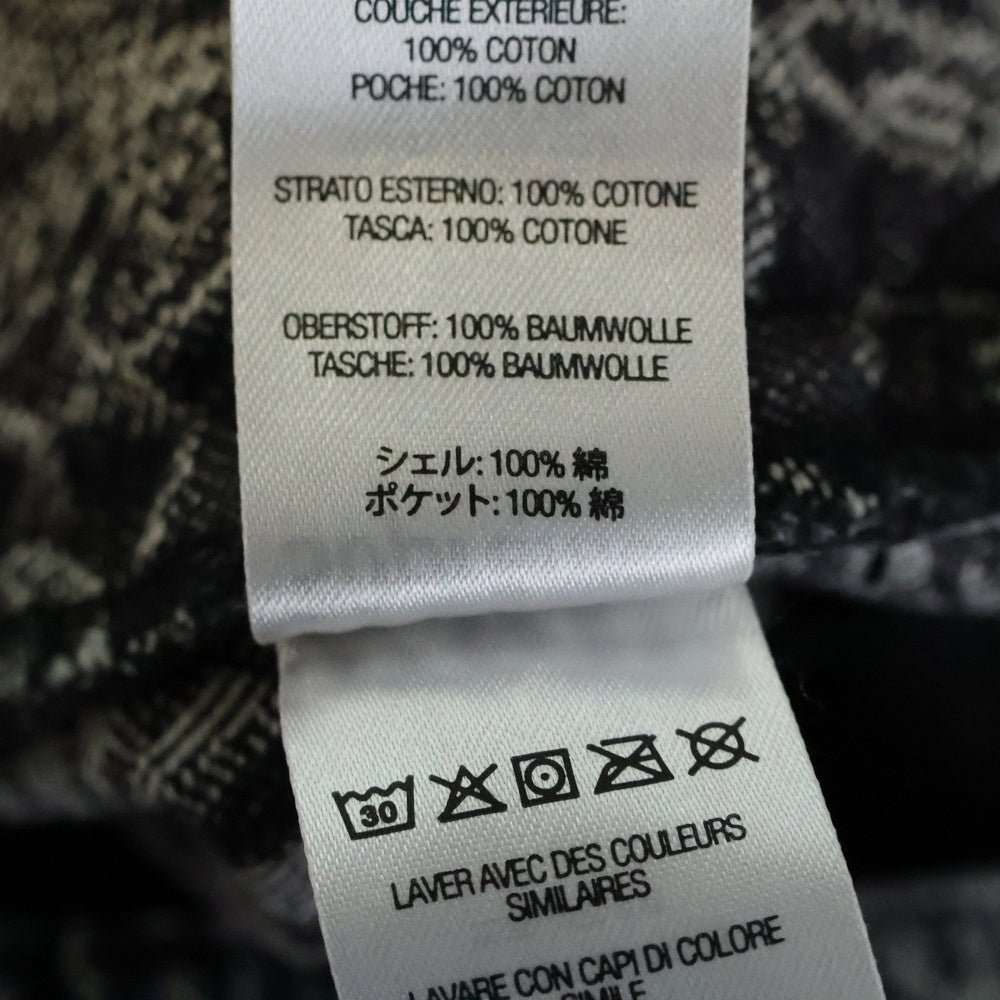 COUCHE EXTERIEURE:
100% COTON
POCHE: 100% COTON
STRATO ESTERNO: 100% COTONE
TASCA: 100% COTONE
OBERSTOFF: 100% BAUMWOLLE
TASCHE: 100% BAUMWOLLE
シェル: 100% 綿
ポケット: 100% 綿
30
LAVER AVEC DES COULEURS
SIMILAIRES
LAVARE CON CAPI DI COLORE
SIMILE